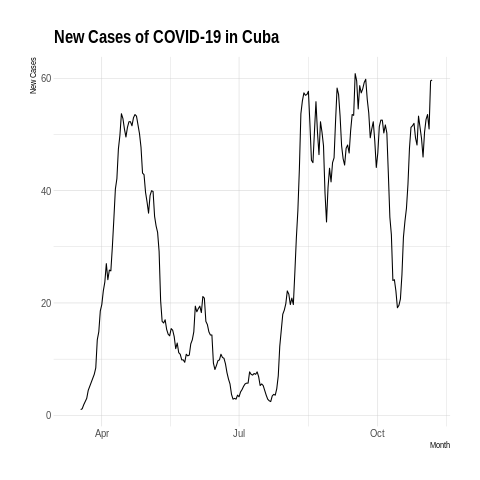 New Cases of COVID-19 in Cuba
New Cases
60
40
20
0
Apr Jul Oct
Month